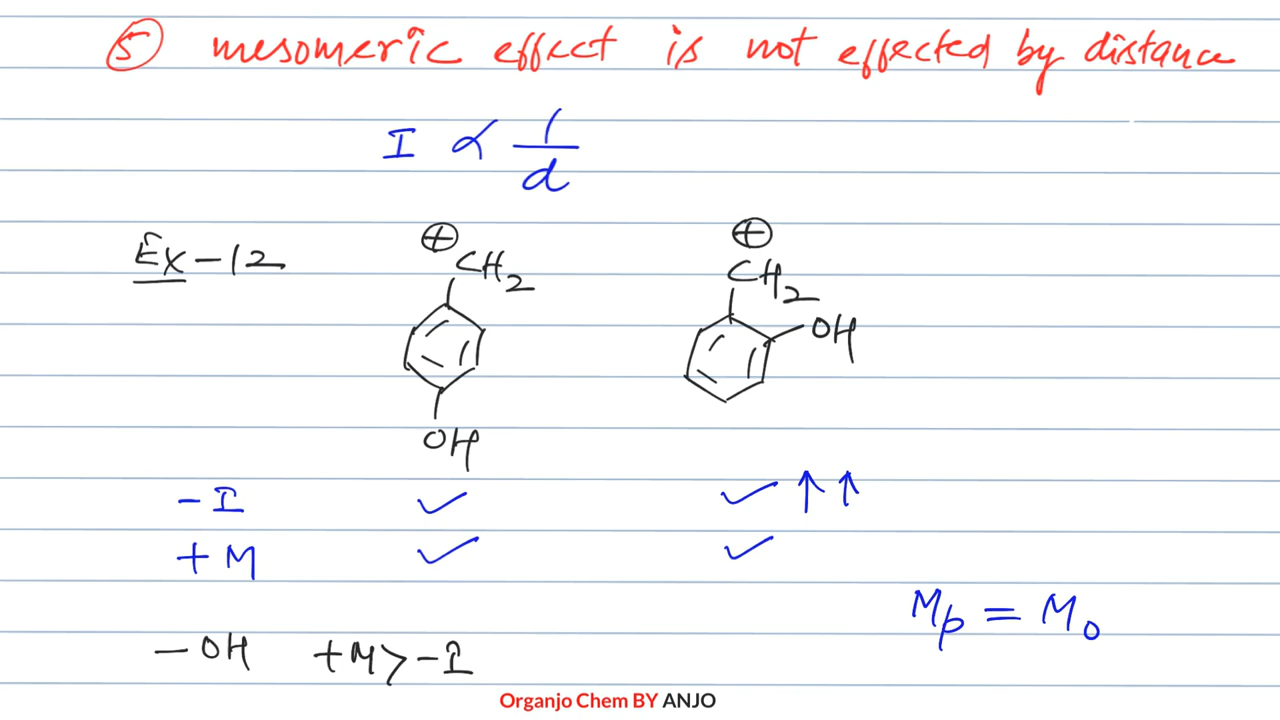 ⑤ mesomeric effect is not effected by distance
I ∝ 1/d
Ex-12
⊕ CH₂ ⊕ CH₂
OH
OH
- I ✓ ✓ ↑ ↑
+ M ✓ ✓
Mp = Mo
- OH +M > -I
Organjo Chem BY ANJO